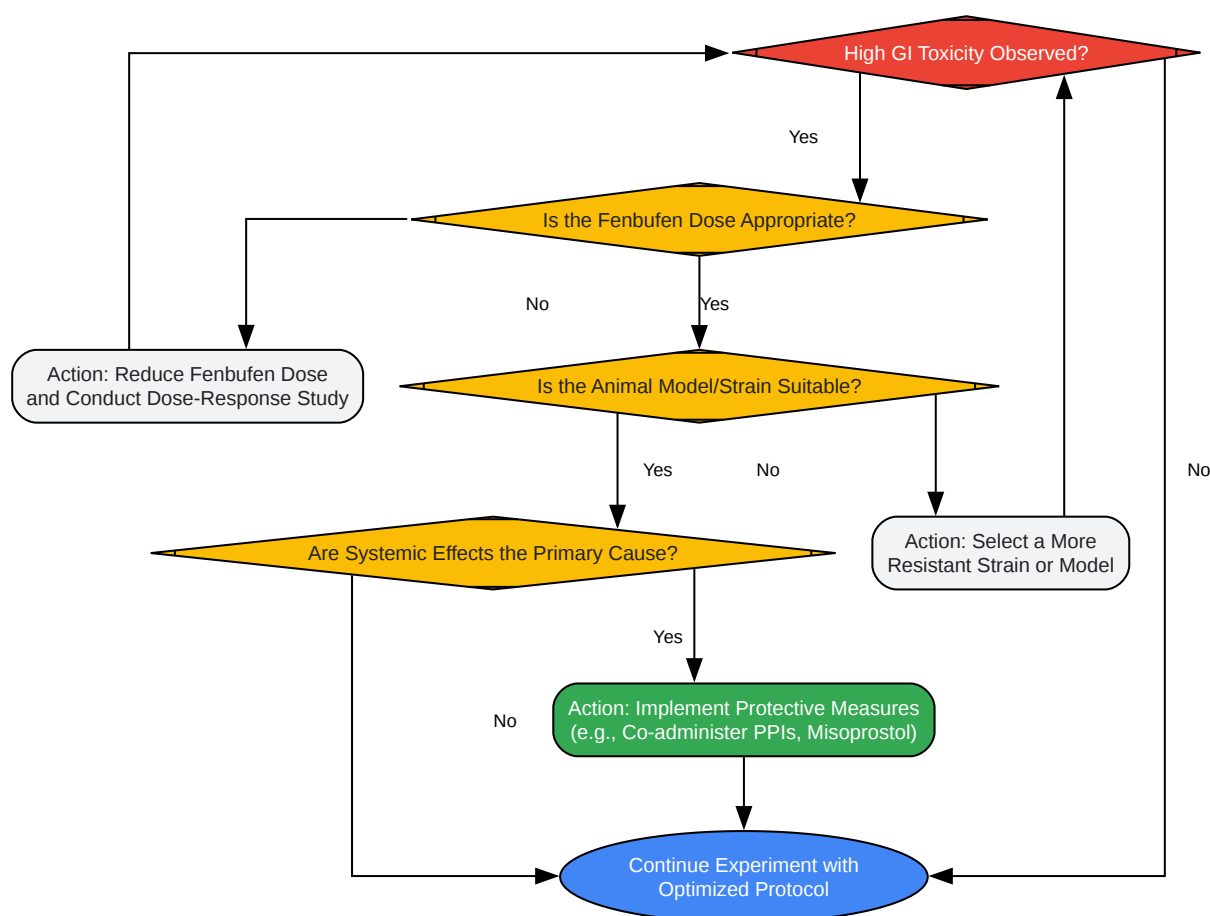 High GI Toxicity Observed?
Yes
Is the Fenbufen Dose Appropriate?
No
Yes
Action: Reduce Fenbufen Dose
and Conduct Dose-Response Study
Is the Animal Model/Strain Suitable?
Yes
No
No
Are Systemic Effects the Primary Cause?
Action: Select a More
Resistant Strain or Model
Yes
Action: Implement Protective Measures
(e.g., Co-administer PPIs, Misoprostol)
No
Continue Experiment with
Optimized Protocol